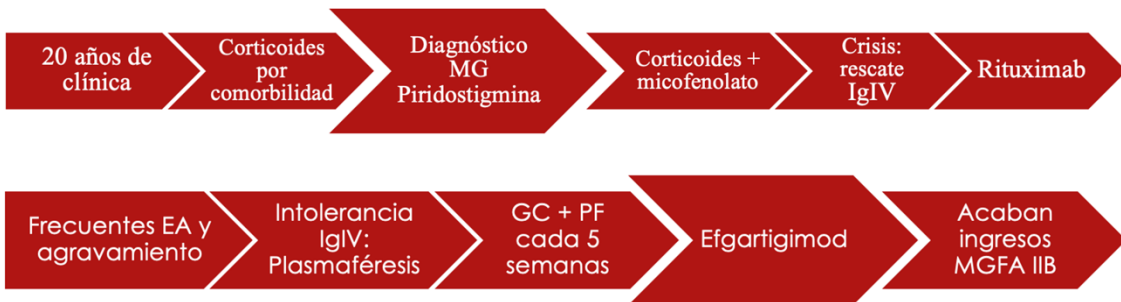 20 años de
clínica
Corticoides
por
comorbilidad
Diagnóstico
MG
Piridostigmina
Corticoides +
micofenolato
Crisis:
rescate
IgIV
Rituximab
Frecuentes EA y
agravamiento
Intolerancia
IgIV:
Plasmaféresis
GC + PF
cada 5
semanas
Efgartigimod
Acaban
ingresos
MGFA IIB